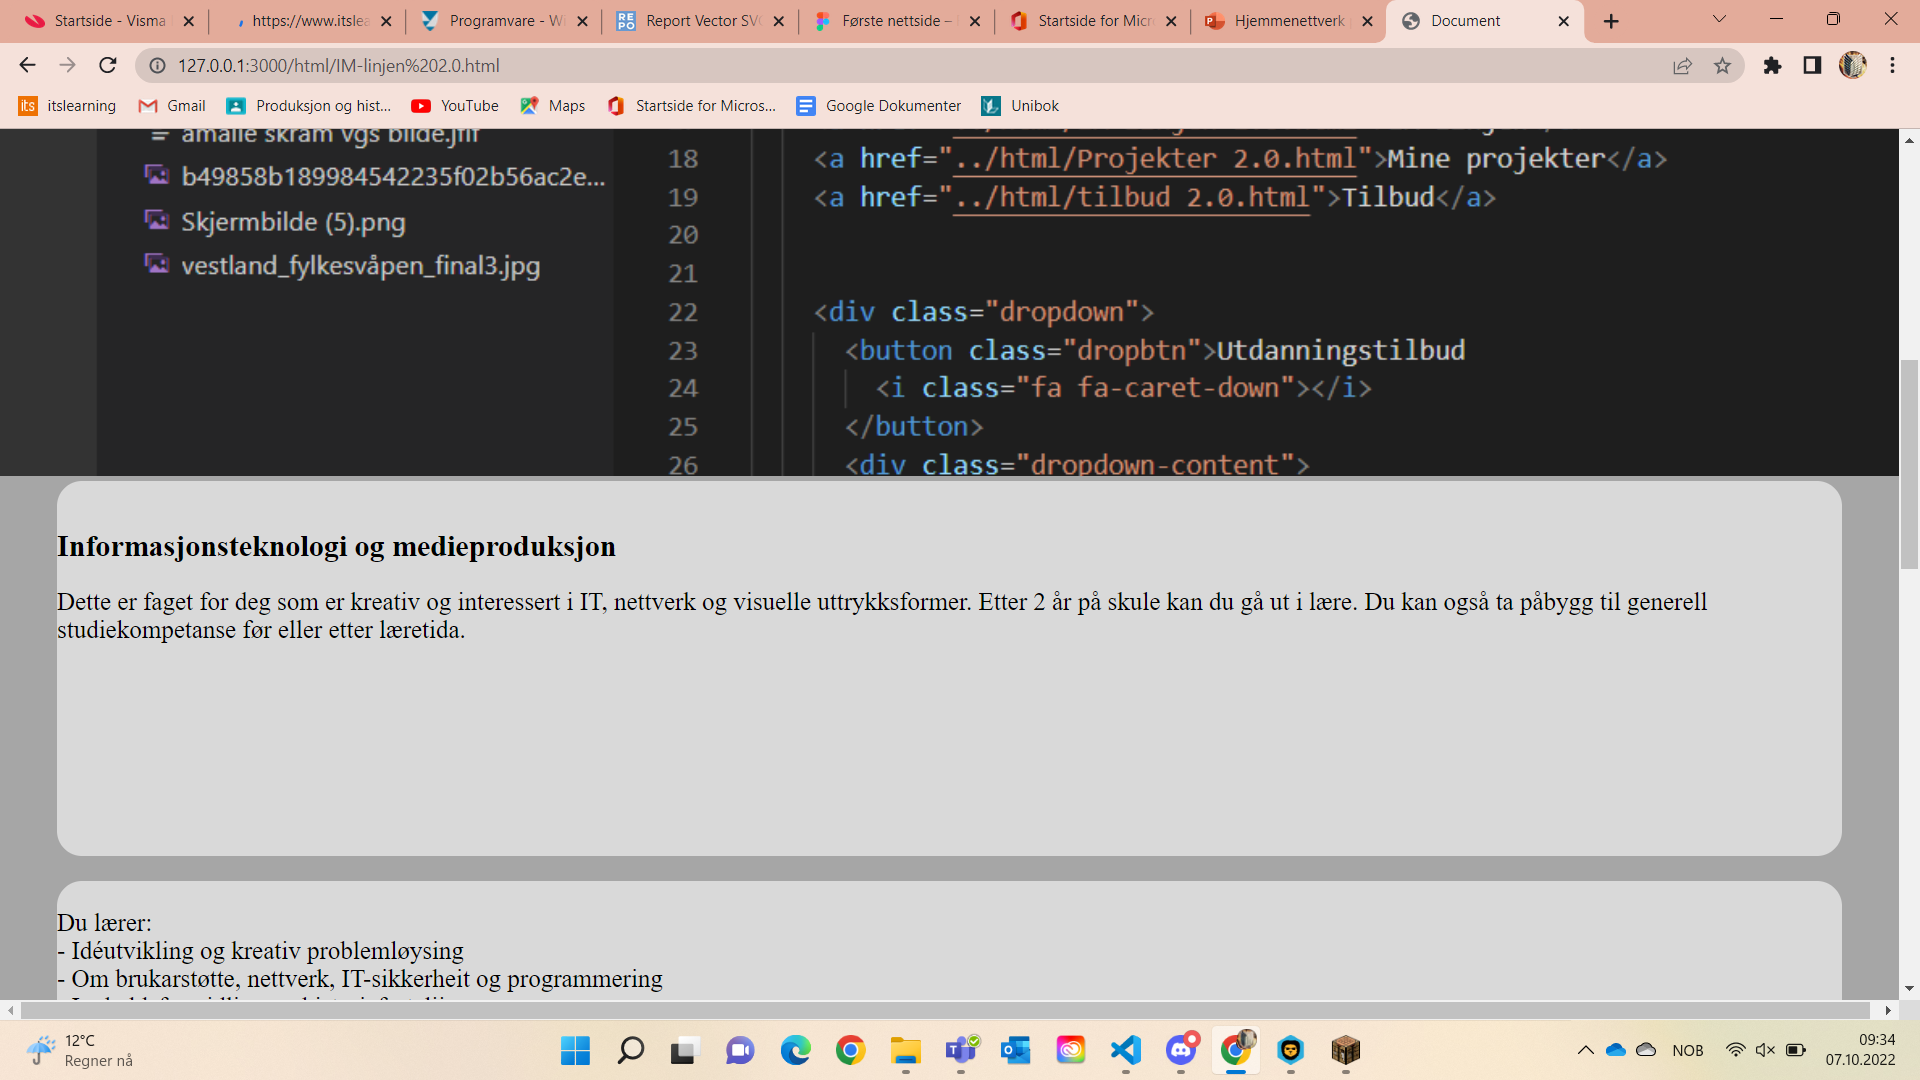 Startside - Visma
https://www.itslea
Programvare - Wi
Report Vector SVG
Første nettside –
Startside for Micr
Hjemmenettverk
Document
127.0.0.1:3000/html/IM-linjen%202.0.html
its itslearning
Gmail
Produksjon og hist...
YouTube
Maps
Startside for Micros...
Google Dokumenter
Unibok
amalie skram vgs bilde.jfif
b49858b189984542235f02b56ac2e...
Skjermbilde (5).png
vestland_fylkesvåpen_final3.jpg
18 <a href="../html/Projekter 2.0.html">Mine projekter</a>
19 <a href="../html/tilbud 2.0.html">Tilbud</a>
20
21
22 <div class="dropdown">
23 <button class="dropbtn">Utdanningstilbud
24 <i class="fa fa-caret-down"></i>
25 </button>
26 <div class="dropdown-content">
Informasjonsteknologi og medieproduksjon
Dette er faget for deg som er kreativ og interessert i IT, nettverk og visuelle uttrykksformer. Etter 2 år på skule kan du gå ut i lære. Du kan også ta påbygg til generell
studiekompetanse før eller etter læretida.
Du lærer:
- Idéutvikling og kreativ problemløysing
- Om brukarstøtte, nettverk, IT-sikkerheit og programmering
12°C
Regner nå
NOB
09:34
07.10.2022